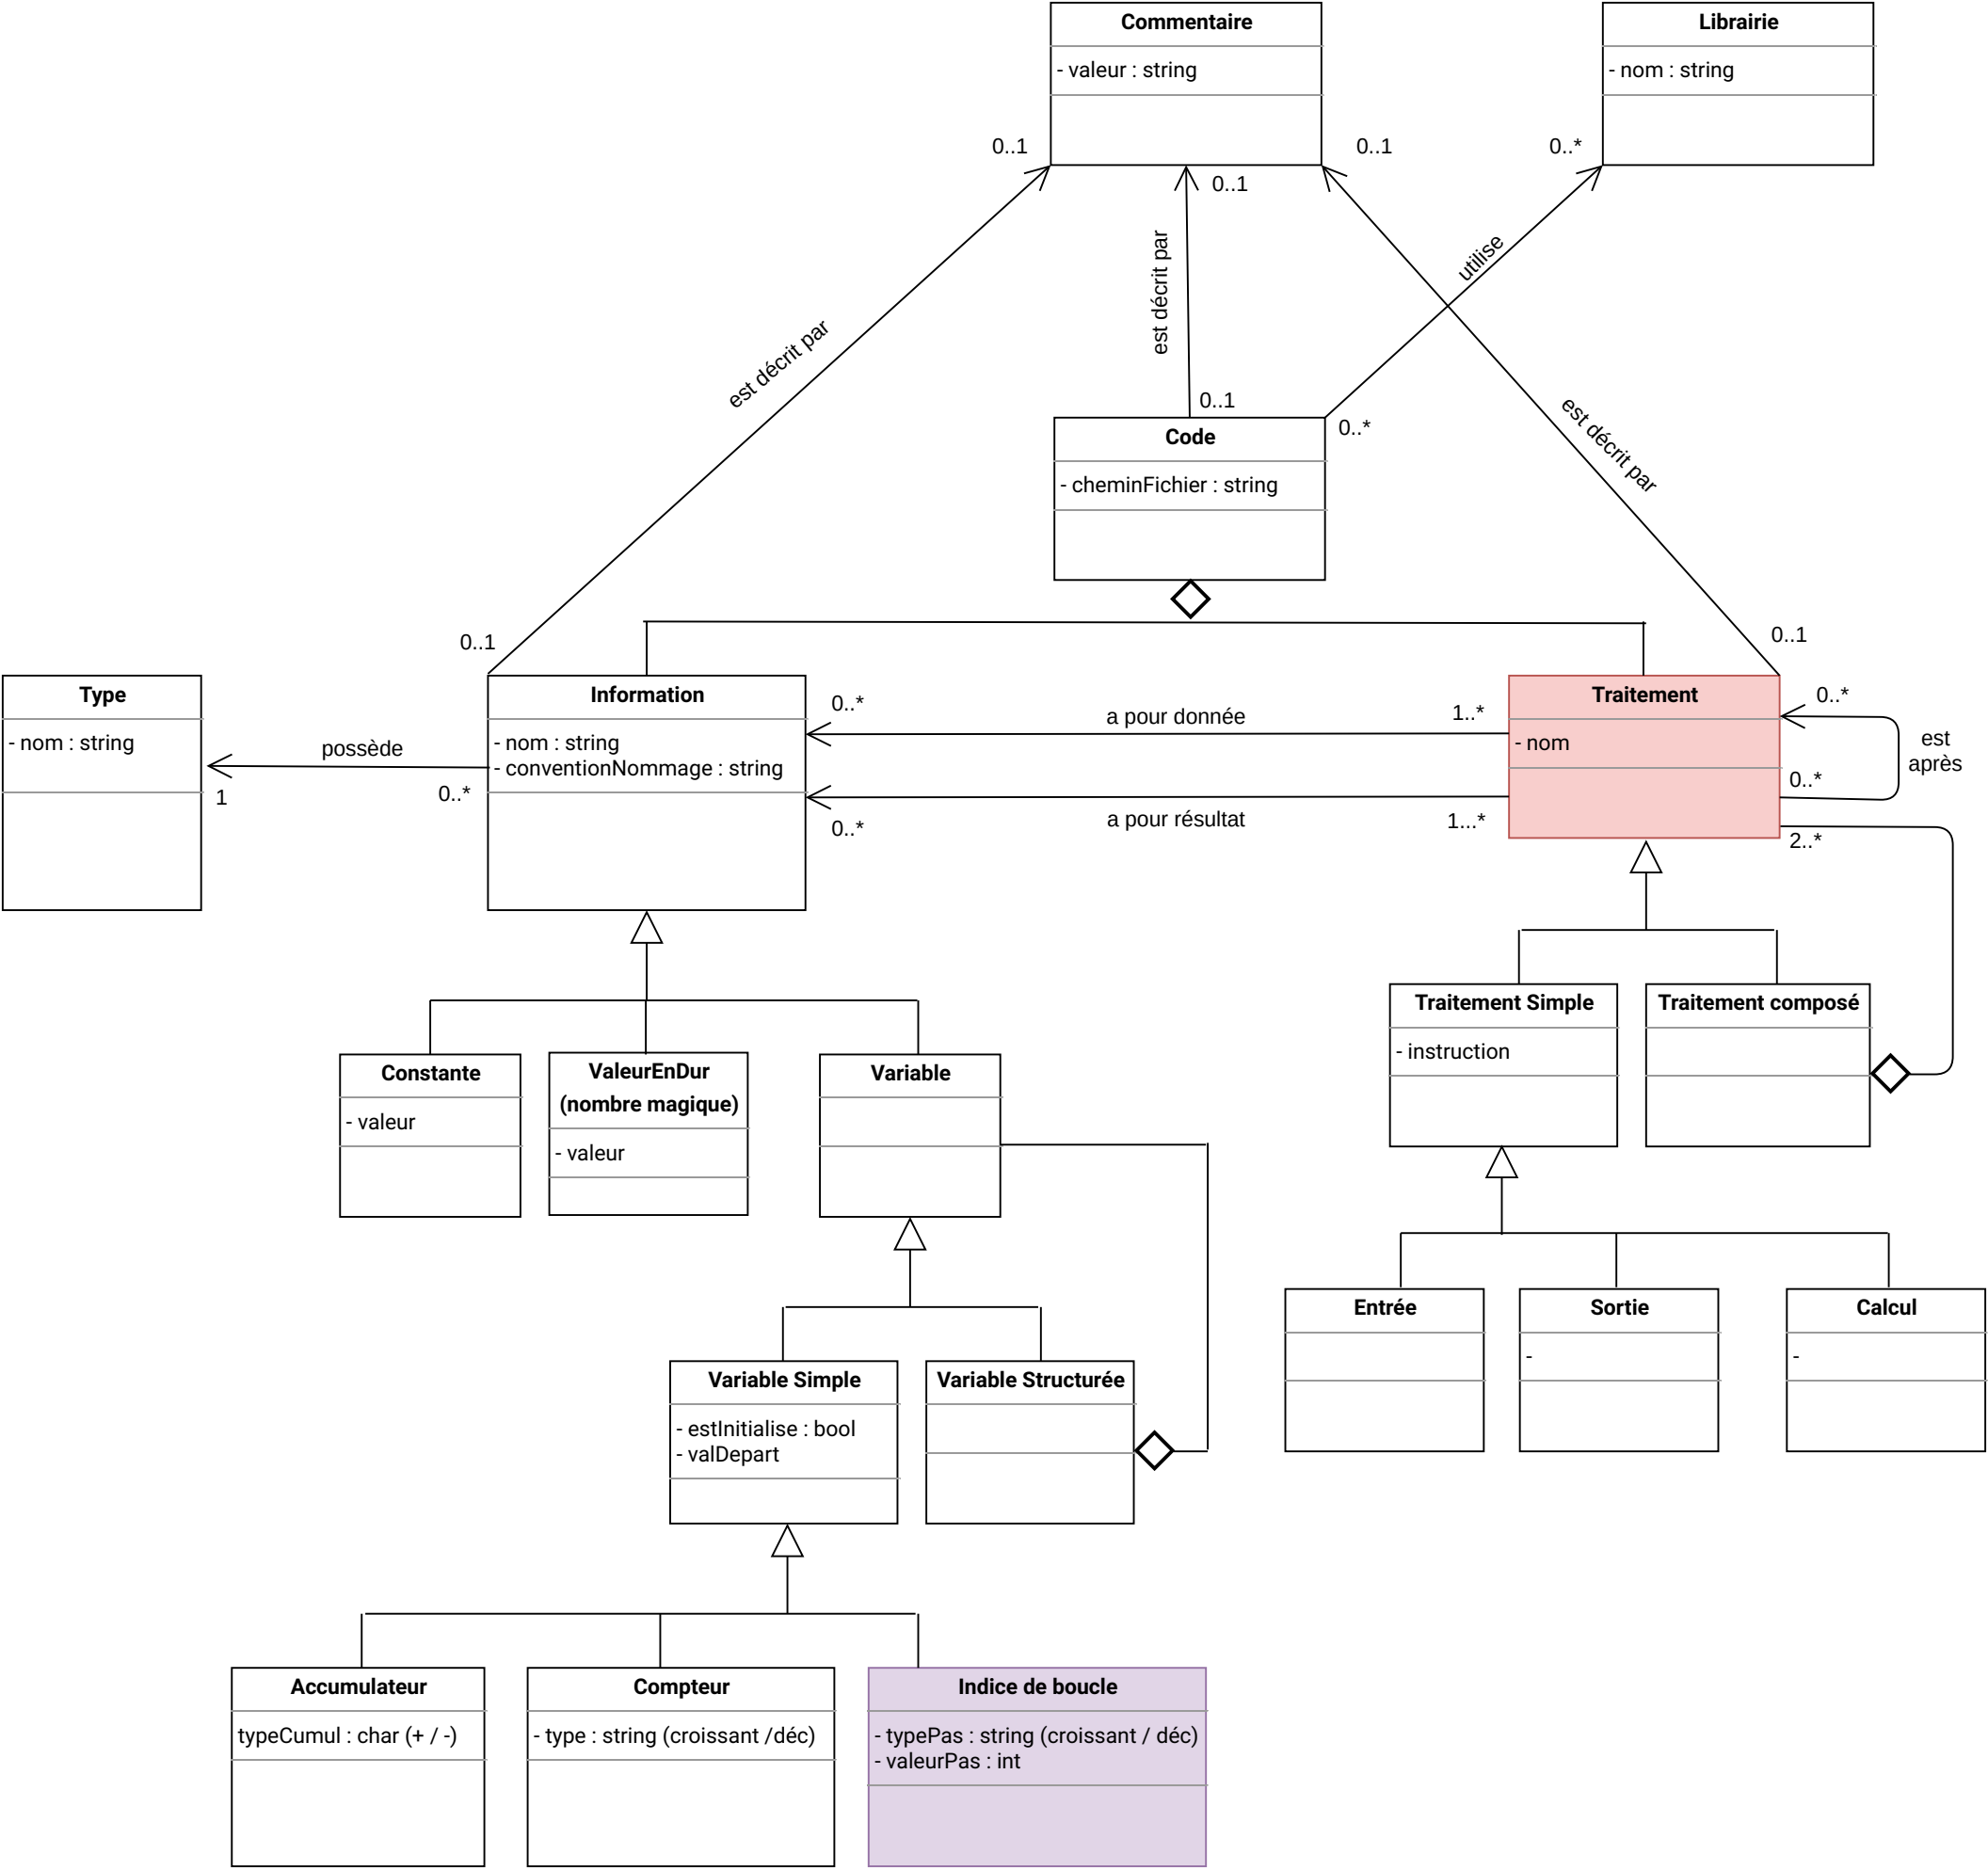 Commentaire
- valeur : string
Librairie
- nom : string
0..1
0..1
0..*
0..1
est décrit par
utilise
est décrit par
est décrit par
0..1
0..*
Code
- cheminFichier : string
0..1
0..1
Type
- nom : string
possède
1
0..*
Information
- nom : string
- conventionNommage : string
0..*
a pour donnée
1..*
0..*
a pour résultat
1...*
Traitement
- nom
0..*
est
après
0..*
2..*
Constante
- valeur
ValeurEnDur
(nombre magique)
- valeur
Variable
Traitement Simple
- instruction
Traitement composé
Entrée
Sortie
-
Calcul
-
Variable Simple
- estInitialise : bool
- valDepart
Variable Structurée
Accumulateur
typeCumul : char (+ / -)
Compteur
- type : string (croissant /déc)
Indice de boucle
- typePas : string (croissant / déc)
- valeurPas : int